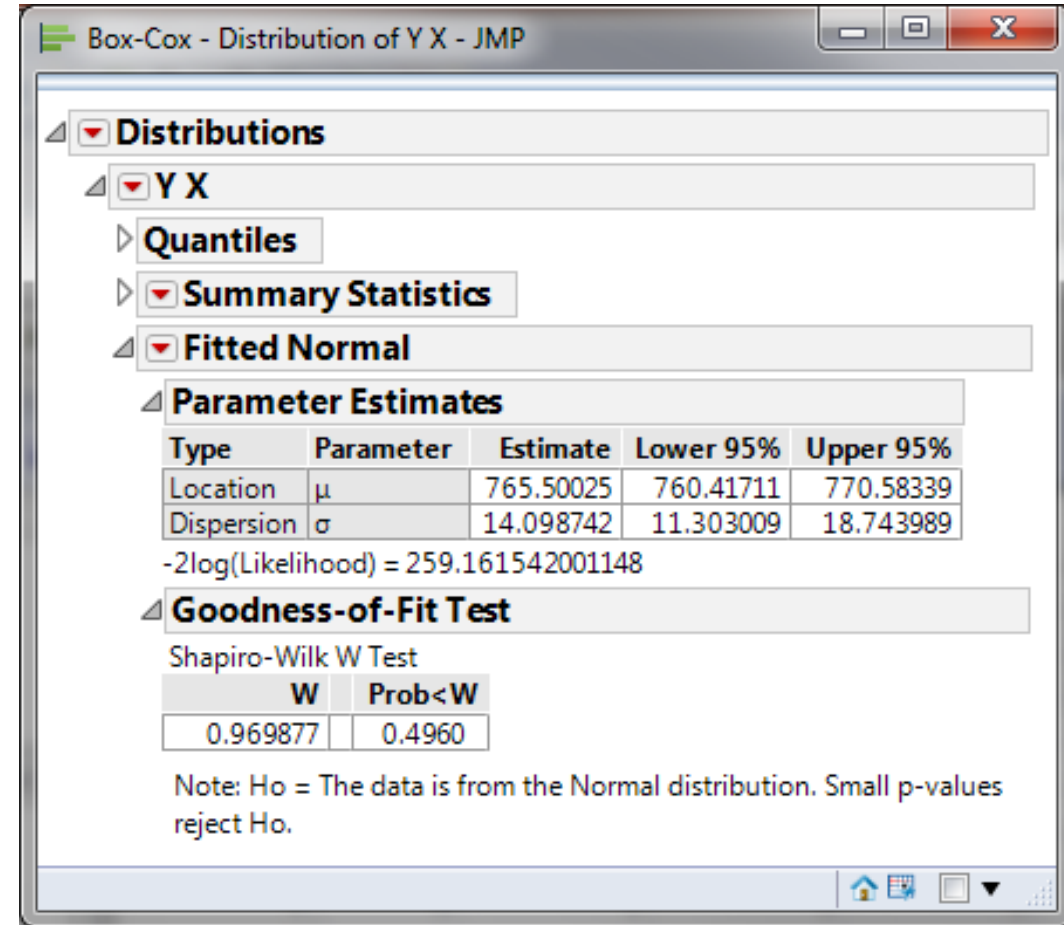 Box-Cox - Distribution of Y X - JMP
Distributions
Y X
Quantiles
Summary Statistics
Fitted Normal
Parameter Estimates
Type Parameter Estimate Lower 95% Upper 95%
Location μ 765.50025 760.41711 770.58339
Dispersion σ 14.098742 11.303009 18.743989
-2log(Likelihood) = 259.161542001148
Goodness-of-Fit Test
Shapiro-Wilk W Test
W Prob<W
0.969877 0.4960
Note: Ho = The data is from the Normal distribution. Small p-values
reject Ho.